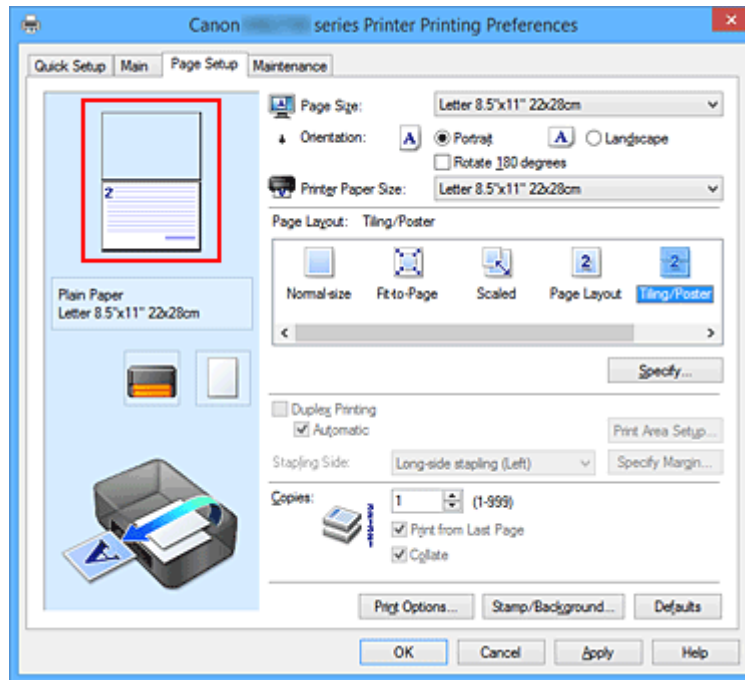 Canon series Printer Printing Preferences
Quick Setup Main Page Setup Maintenance
Page Size: Letter 8.5"x11" 22x28cm
Orientation: A Portrait A Landscape
Rotate 180 degrees
Printer Paper Size: Letter 8.5"x11" 22x28cm
2
Page Layout: Tiling/Poster
2 2
Normal-size Fit-to-Page Scaled Page Layout Tiling/Poster
Plain Paper
Letter 8.5"x11" 22x28cm
Specify...
Duplex Printing
Automatic
Print Area Setup...
Stapling Side: Long-side stapling (Left) Specify Margin...
Copies: 1 (1-999)
Print from Last Page
Collate
A
Print Options... Stamp/Background... Defaults
OK Cancel Apply Help